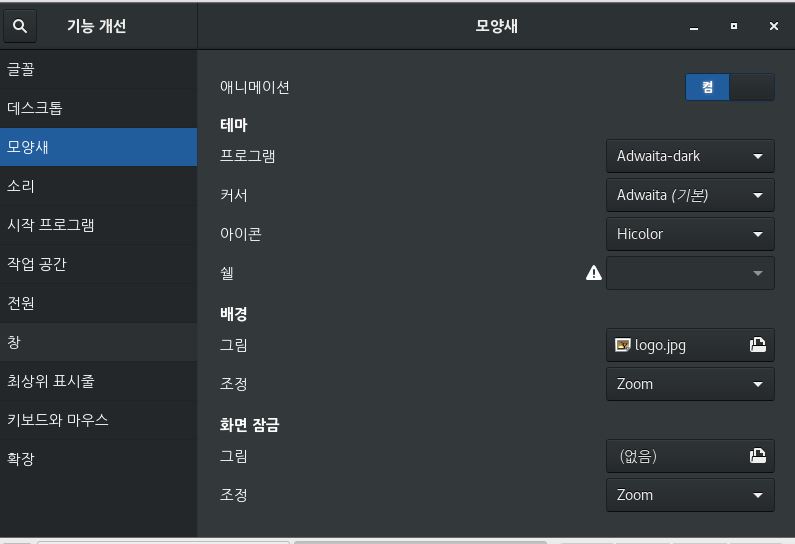 기능 개선
모양새
글꼴
데스크톱
모양새
소리
시작 프로그램
작업 공간
전원
창
최상위 표시줄
키보드와 마우스
확장
애니메이션 켬
테마
프로그램 Adwaita-dark
커서 Adwaita (기본)
아이콘 Hicolor
쉘
배경
그림 logo.jpg
조정 Zoom
화면 잠금
그림 (없음)
조정 Zoom